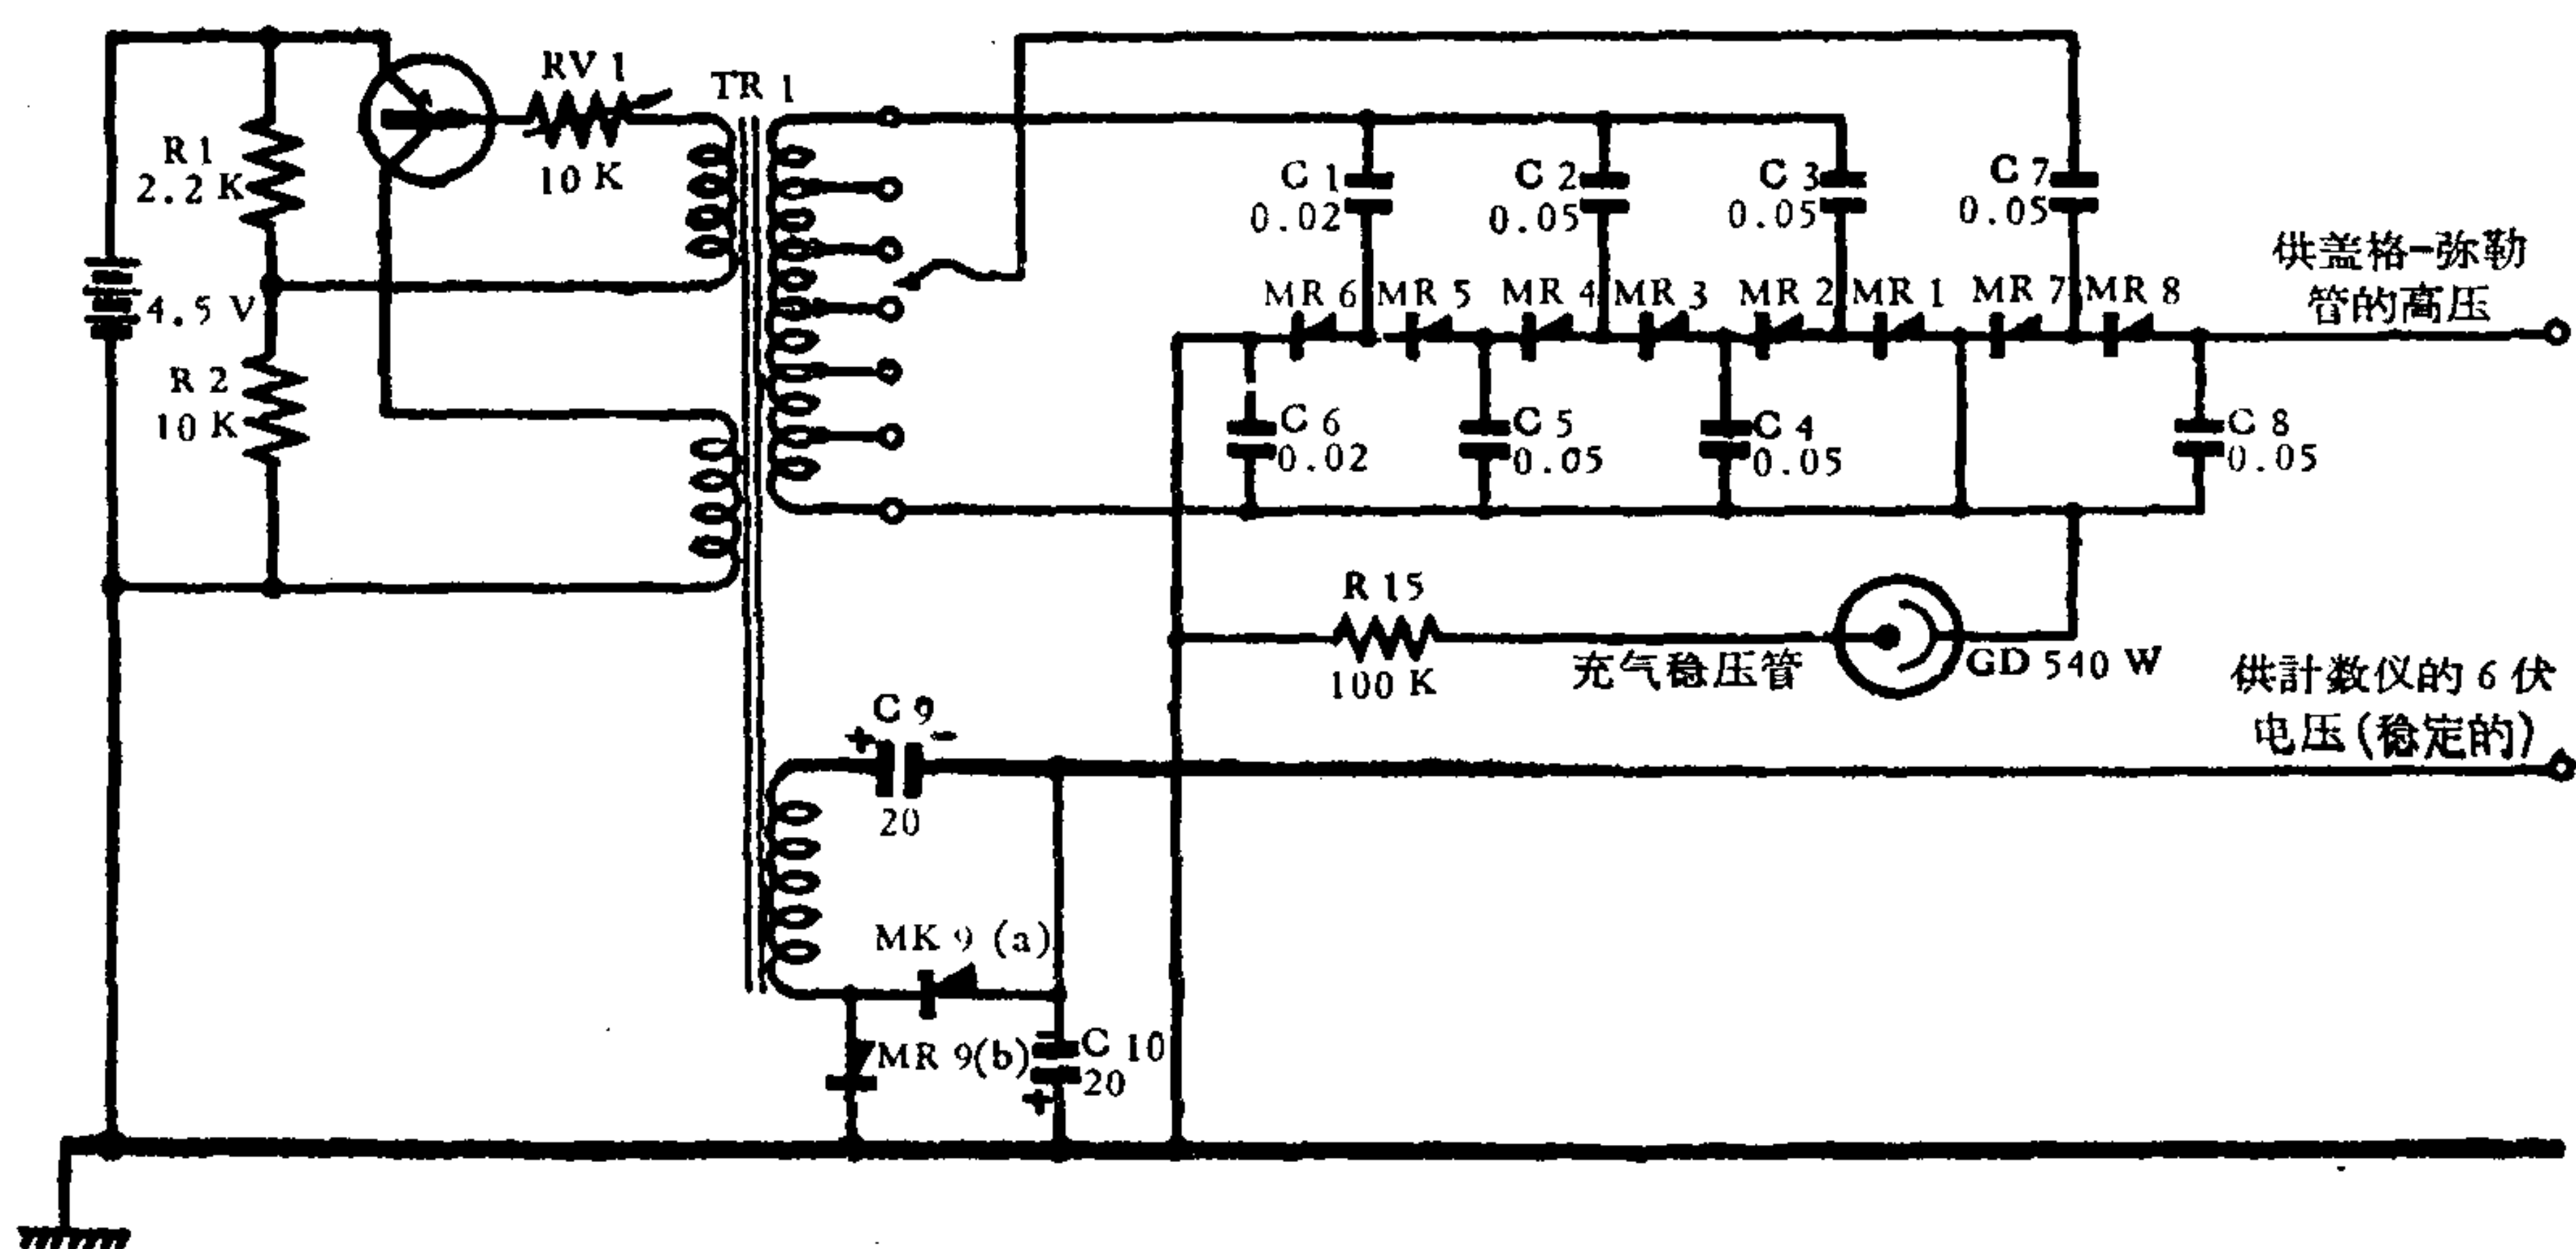 RV 1
10 K
TR 1
R 1
2.2 K
4.5 V
R 2
10 K
C 1
0.02
C 2
0.05
C 3
0.05
C 7
0.05
供盖格-弥勒
管的高压
MR 6
MR 5
MR 4
MR 3
MR 2
MR 1
MR 7
MR 8
C 6
0.02
C 5
0.05
C 4
0.05
C 8
0.05
R 15
100 K
充气稳压管
GD 540 W
供計数仪的 6 伏
电压(稳定的)
C 9
+ -
20
MK 9 (a)
MR 9(b)
-
C 10
20
+